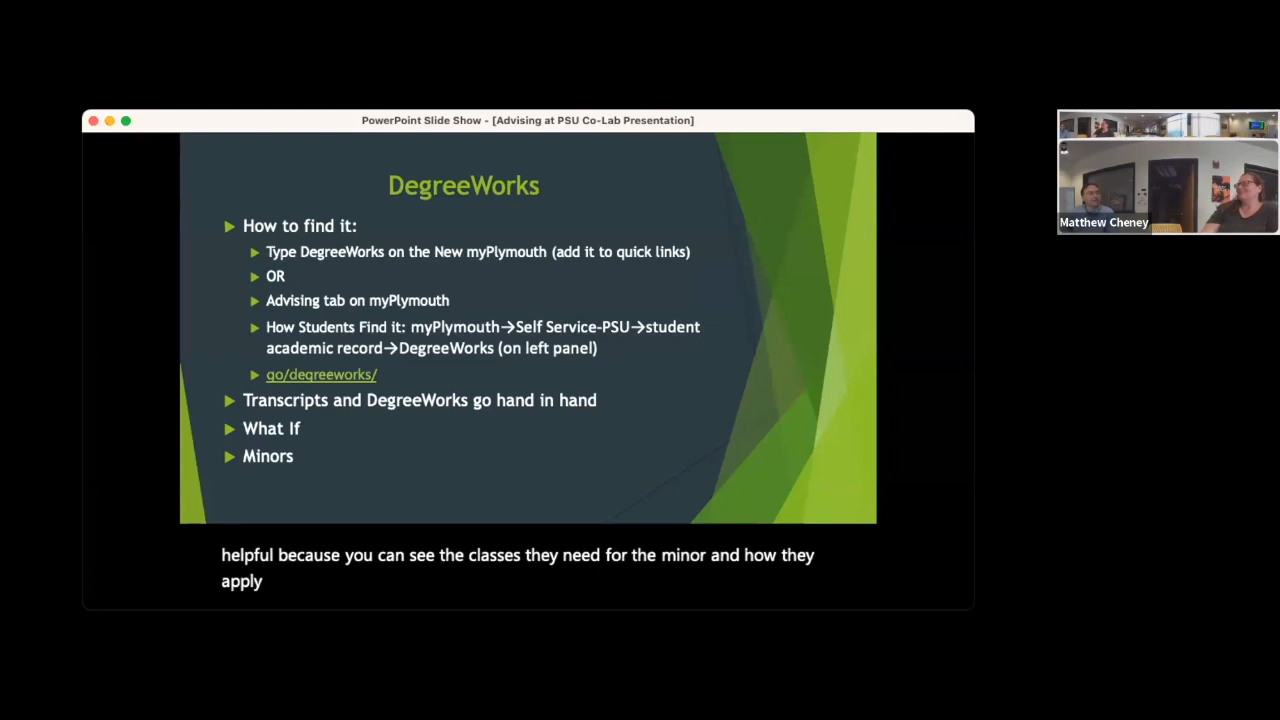 PowerPoint Slide Show - [Advising at PSU Co-Lab Presentation]
DegreeWorks
How to find it:
Type DegreeWorks on the New myPlymouth (add it to quick links)
OR
Advising tab on myPlymouth
How Students Find it: myPlymouth→Self Service-PSU→student
academic record→DegreeWorks (on left panel)
go/degreeworks/
Transcripts and DegreeWorks go hand in hand
What If
Minors
helpful because you can see the classes they need for the minor and how they
apply
Matthew Cheney